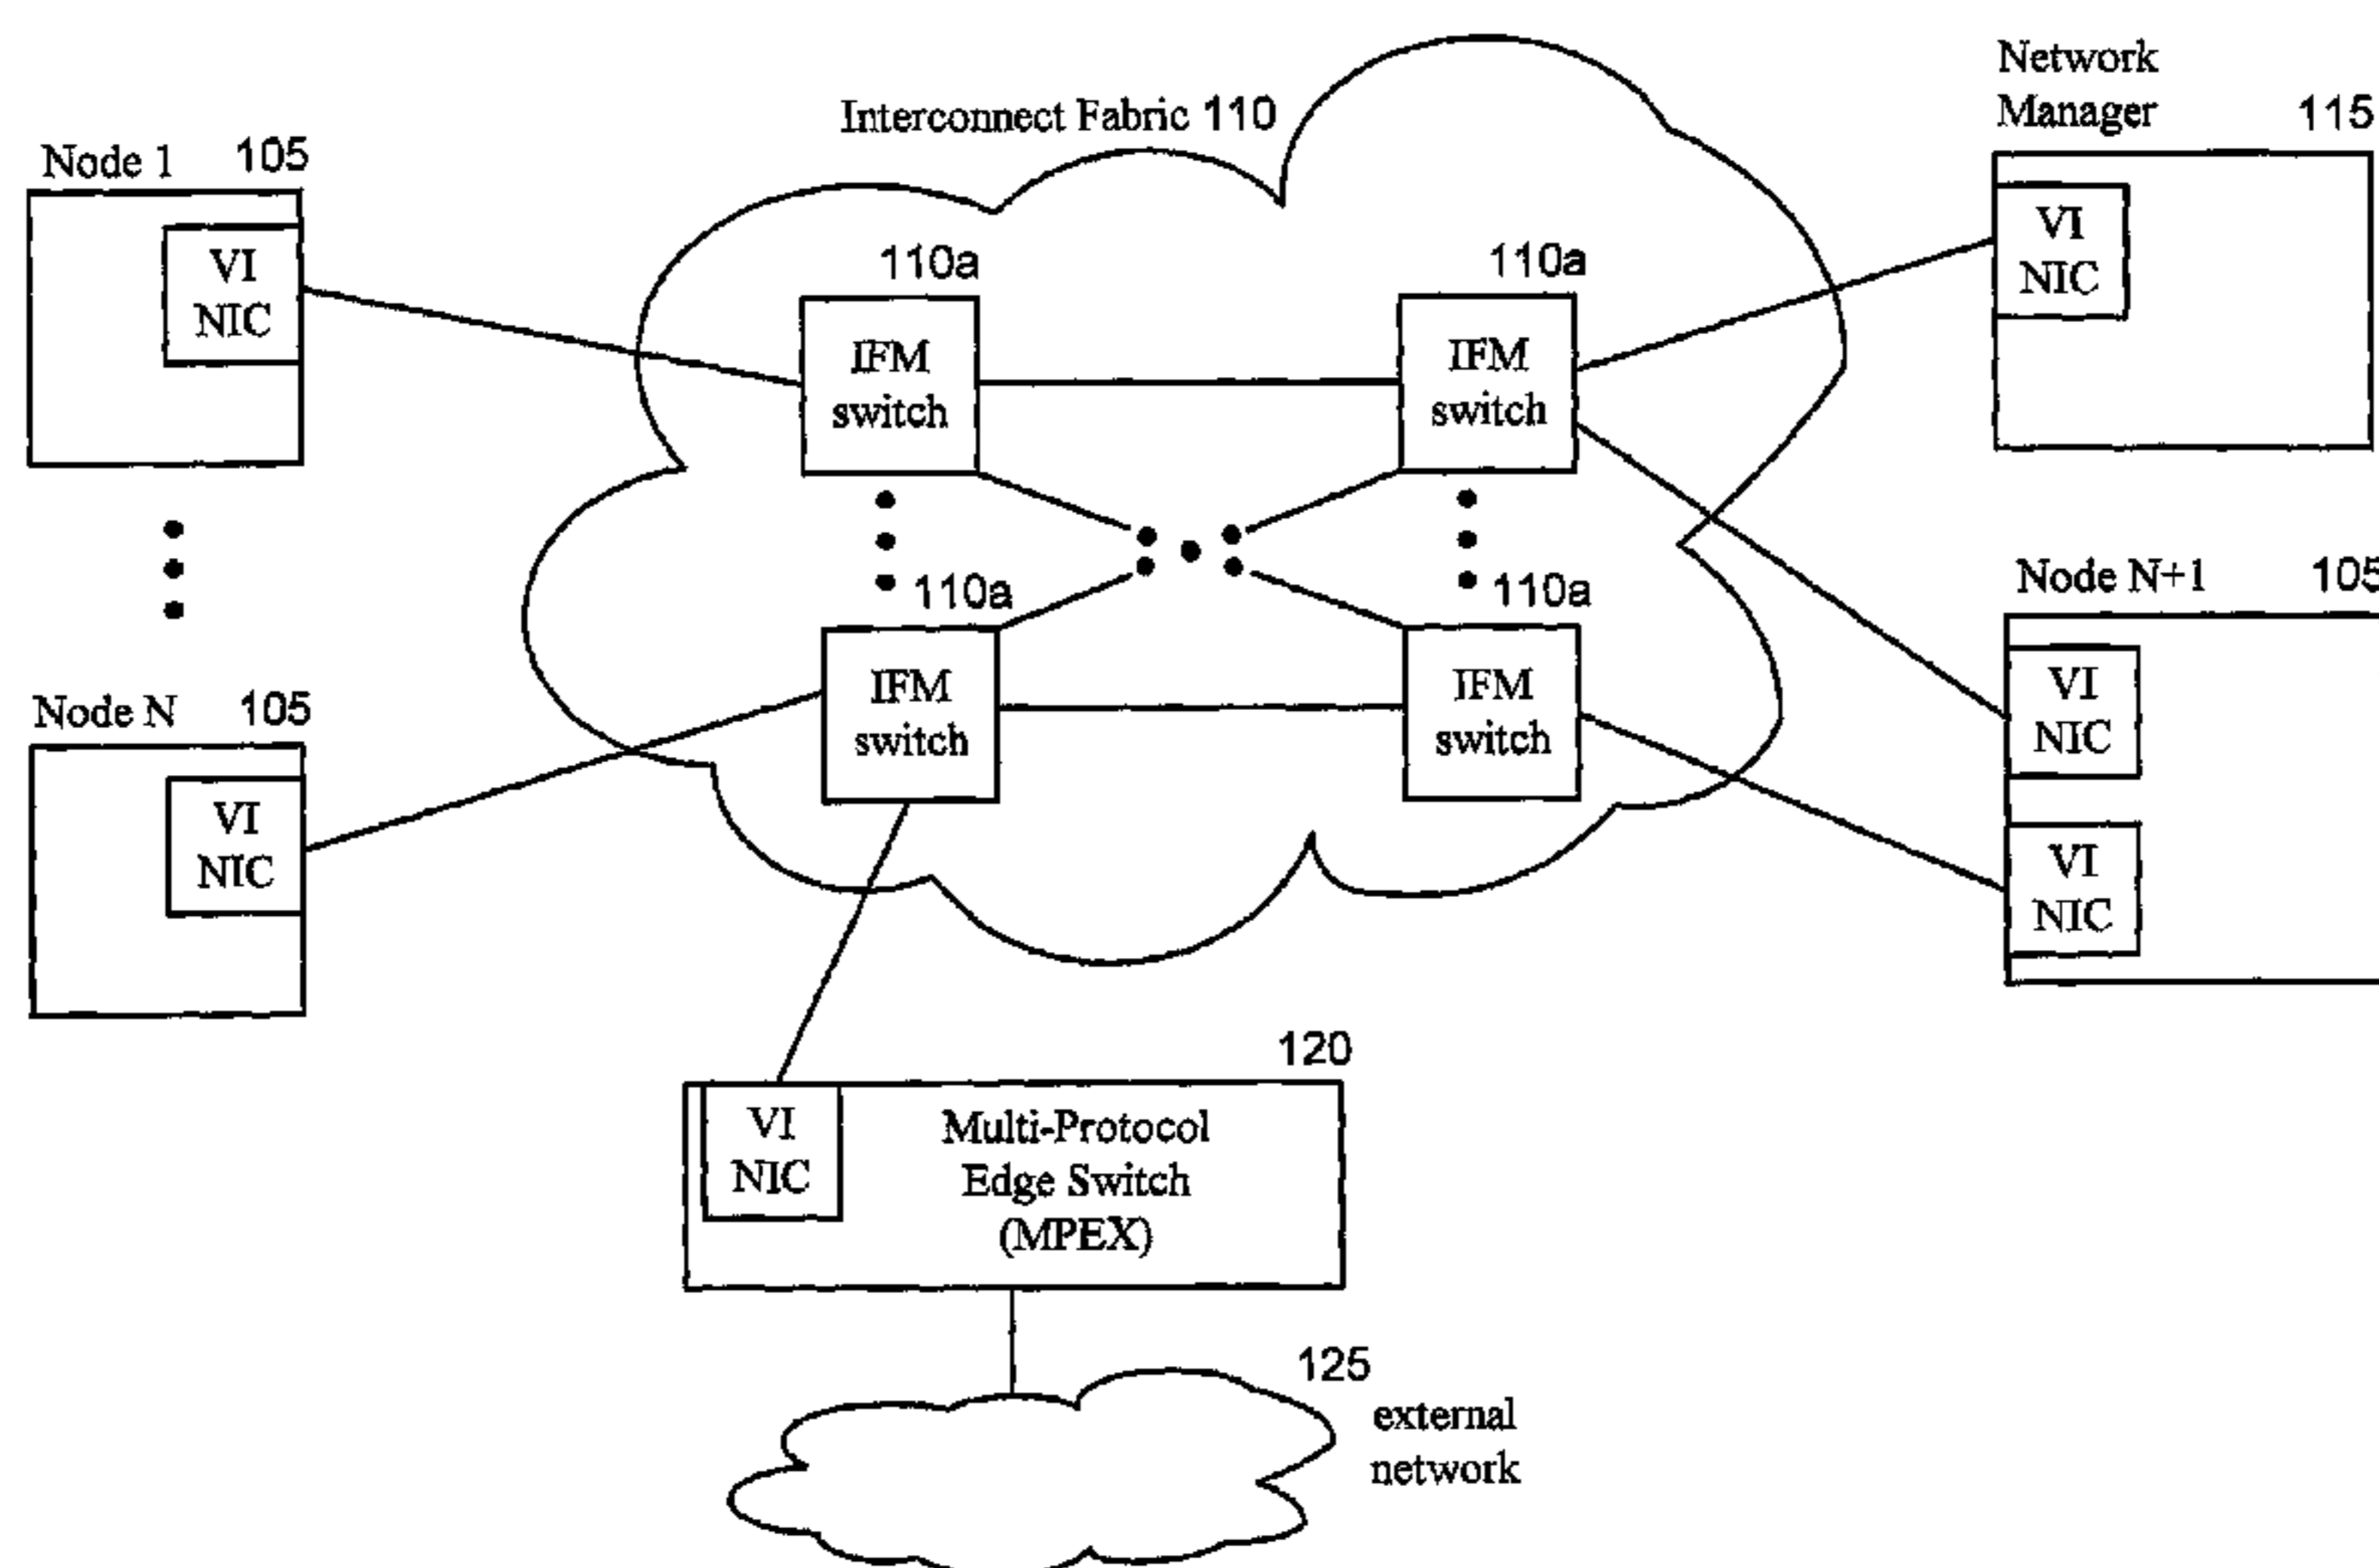 Interconnect Fabric 110
Network
Manager
115
Node 1
105
VI
NIC
110a
IFM
switch
110a
IFM
switch
VI
NIC
Node N
105
VI
NIC
110a
IFM
switch
110a
IFM
switch
Node N+1
105
VI
NIC
VI
NIC
120
VI
NIC
Multi-Protocol
Edge Switch
(MPEX)
125
external
network